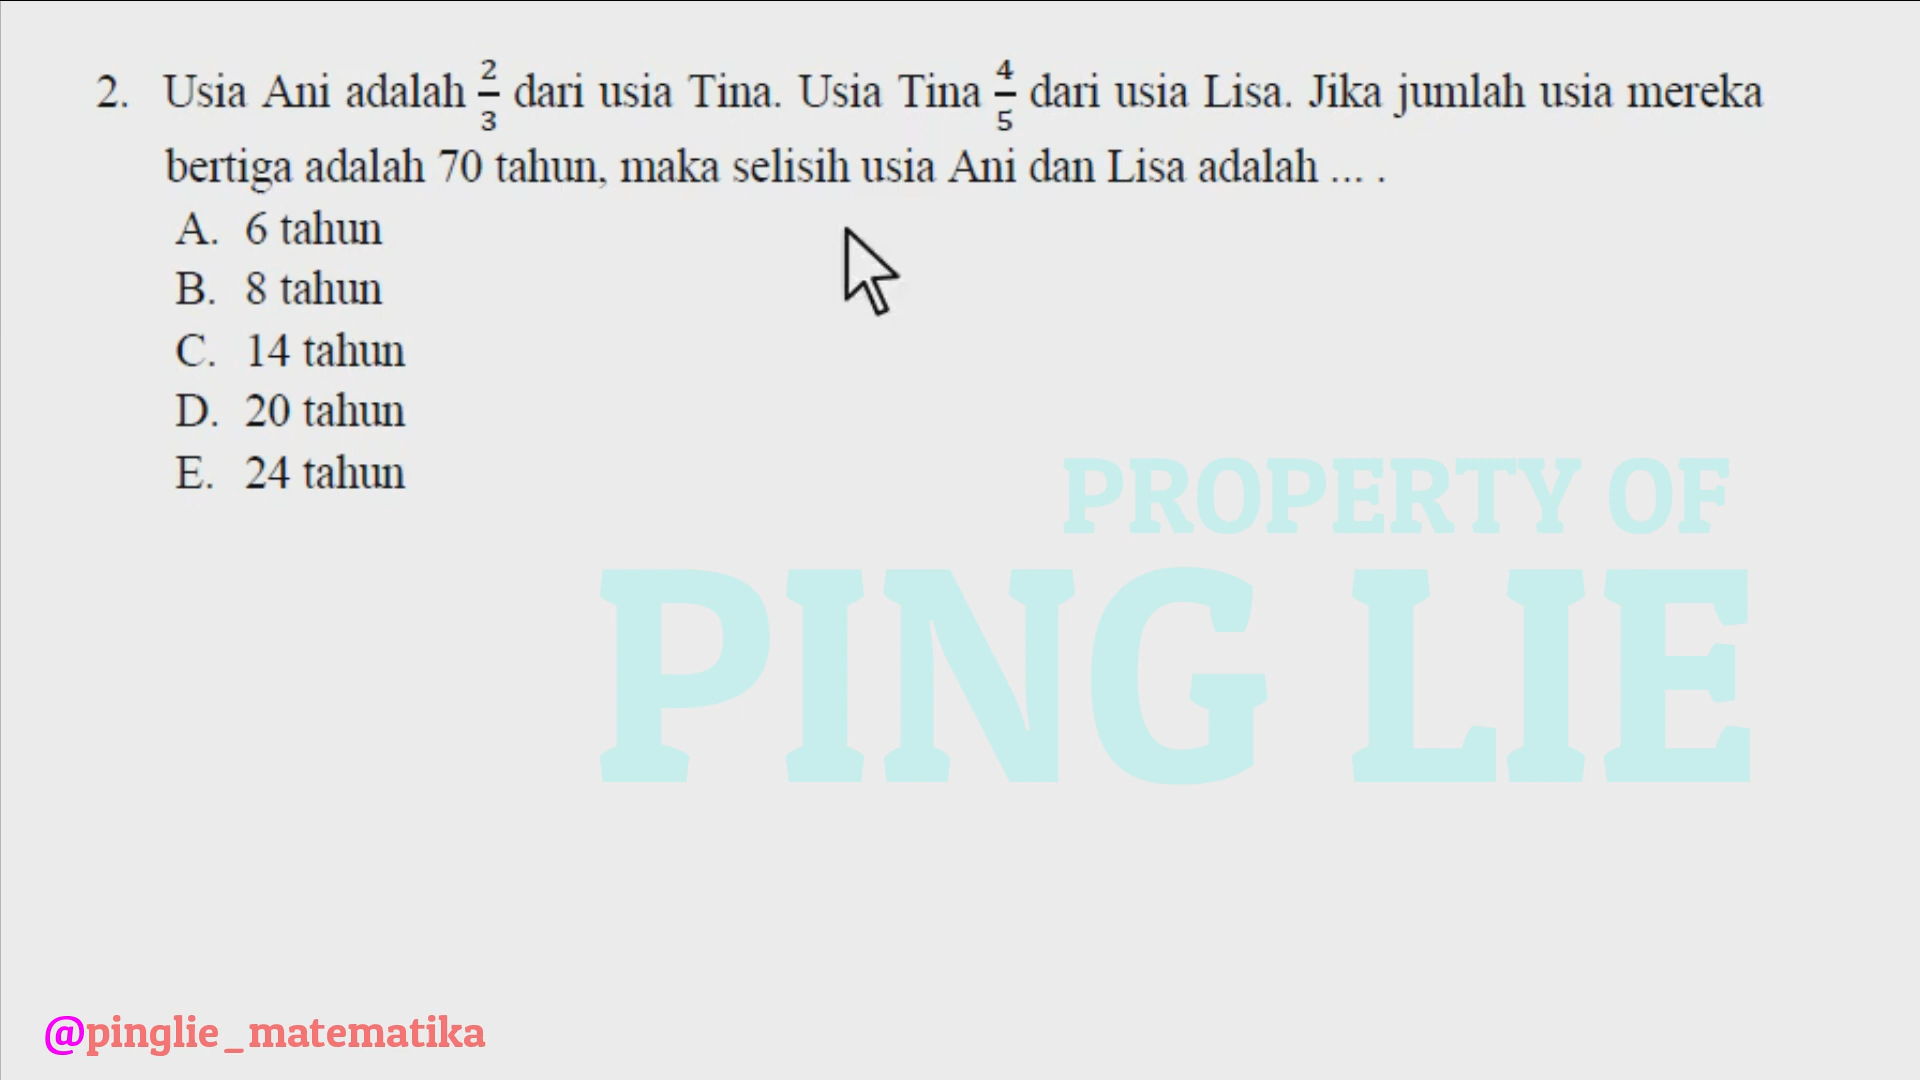 2. Usia Ani adalah 2/3 dari usia Tina. Usia Tina 4/5 dari usia Lisa. Jika jumlah usia mereka
bertiga adalah 70 tahun, maka selisih usia Ani dan Lisa adalah ... .
A. 6 tahun
B. 8 tahun
C. 14 tahun
D. 20 tahun
E. 24 tahun
PROPERTY OF
PING LIE
@pinglie_matematika